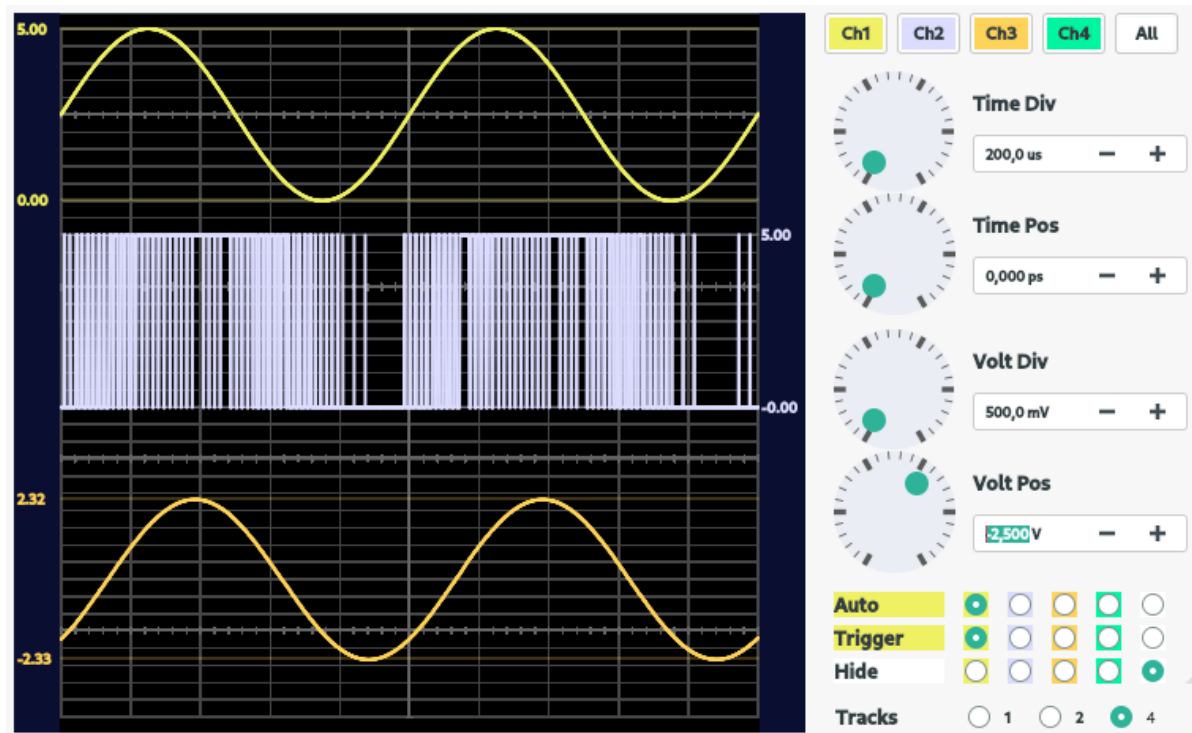 5.00
0.00
5.00
-0.00
2.32
-2.33
Ch1 Ch2 Ch3 Ch4 All
Time Div
200,0 us − +
Time Pos
0,000 ps − +
Volt Div
500,0 mV − +
Volt Pos
-2,500 V − +
Auto
Trigger
Hide
Tracks 1 2 4